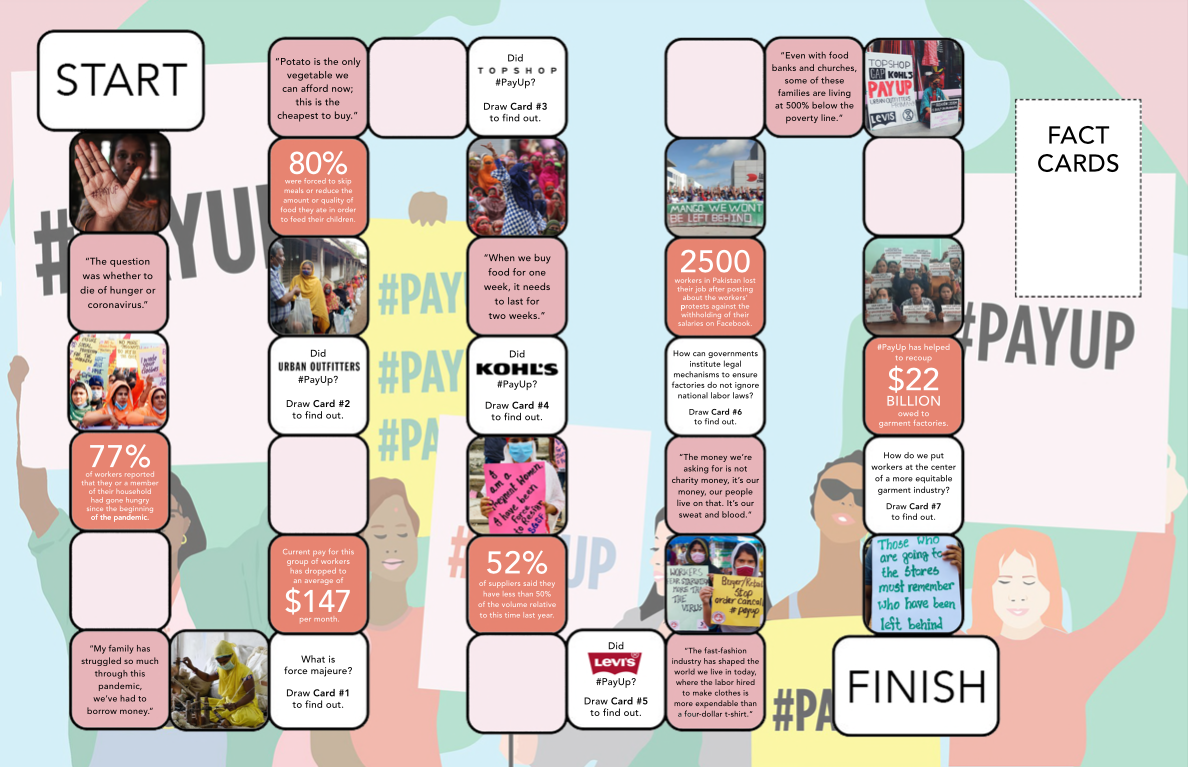 START
“The question
was whether to
die of hunger or
coronavirus.”
77%
of workers reported
that they or a member
of their household
had gone hungry
since the beginning
of the pandemic.
“My family has
struggled so much
through this
pandemic,
we’ve had to
borrow money.”
What is
force majeure?
Draw Card #1
to find out.
Current pay for this
group of workers
has dropped to
an average of
$147
per month.
Did
URBAN OUTFITTERS
#PayUp?
Draw Card #2
to find out.
80%
were forced to skip
meals or reduce the
amount or quality of
food they ate in order
to feed their children.
“Potato is the only
vegetable we
can afford now;
this is the
cheapest to buy.”
Did
TOPSHOP
#PayUp?
Draw Card #3
to find out.
“When we buy
food for one
week, it needs
to last for
two weeks.”
Did
KOHL’S
#PayUp?
Draw Card #4
to find out.
52%
of suppliers said they
have less than 50%
of the volume relative
to this time last year.
Did
LEVI’S
#PayUp?
Draw Card #5
to find out.
“The fast-fashion
industry has shaped the
world we live in today,
where the labor hired
to make clothes is
more expendable than
a four-dollar t-shirt.”
WORKERS
Buyer/Retail
Stop
order cancel
#payup
“The money we’re
asking for is not
charity money, it’s our
money, our people
live on that. It’s our
sweat and blood.”
How can governments
institute legal
mechanisms to ensure
factories do not ignore
national labor laws?
Draw Card #6
to find out.
2500
workers in Pakistan lost
their job after posting
about the workers’
protests against the
withholding of their
salaries on Facebook.
MANGO, WE WON'T
BE LEFT BEHIND
“Even with food
banks and churches,
some of these
families are living
at 500% below the
poverty line.”
TOPSHOP
GAP KOHL'S
PAY UP
URBAN OUTFITTERS
LEVI'S
#PayUp has helped
to recoup
$22
BILLION
owed to
garment factories.
How do we put
workers at the center
of a more equitable
garment industry?
Draw Card #7
to find out.
Those who
are going to
the stores
must remember
who have been
left behind
FINISH
FACT
CARDS
#PAYUP
#PAYUP
#PAY
#PAY
#PA
#PA